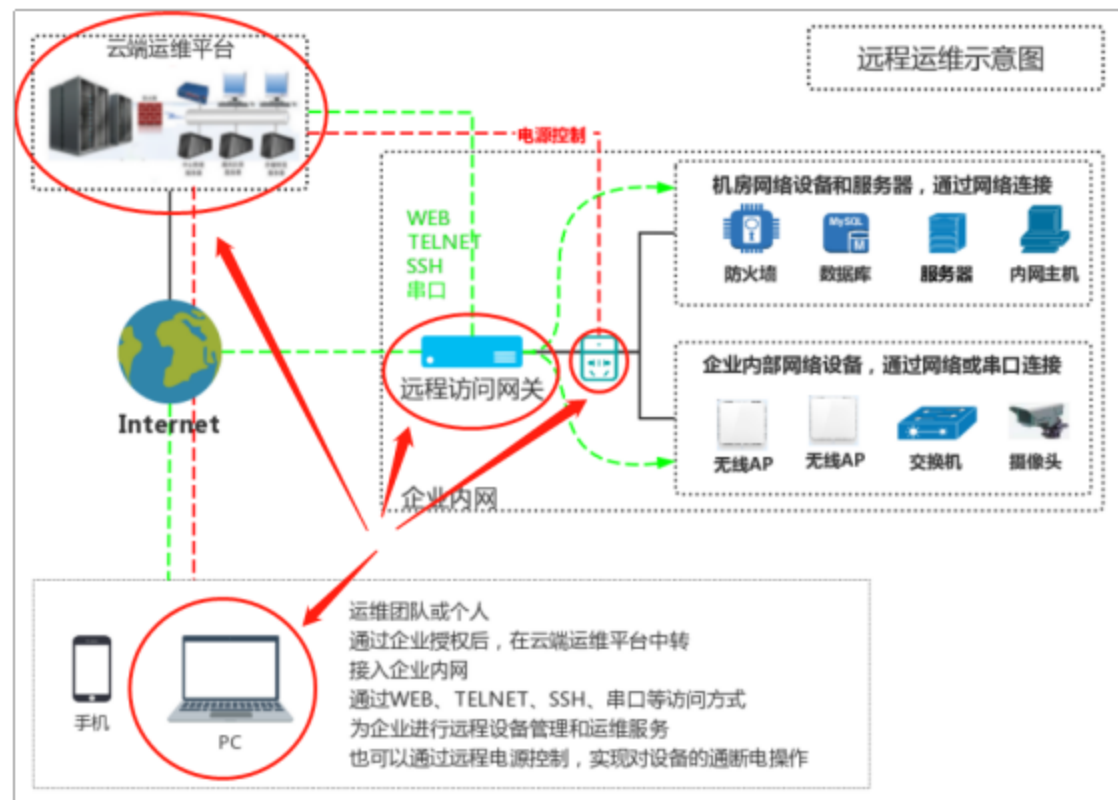 云端运维平台
远程运维示意图
电源控制
机房网络设备和服务器，通过网络连接
WEB
TELNET
SSH
串口
MySQL
M
防火墙
数据库
服务器
内网主机
企业内部网络设备，通过网络或串口连接
远程访问网关
Internet
无线AP
无线AP
交换机
摄像头
企业内网
运维团队或个人
通过企业授权后，在云端运维平台中转
接入企业内网
通过WEB、TELNET、SSH、串口等访问方式
为企业进行远程设备管理和运维服务
也可以通过远程电源控制，实现对设备的通断电操作
手机
PC